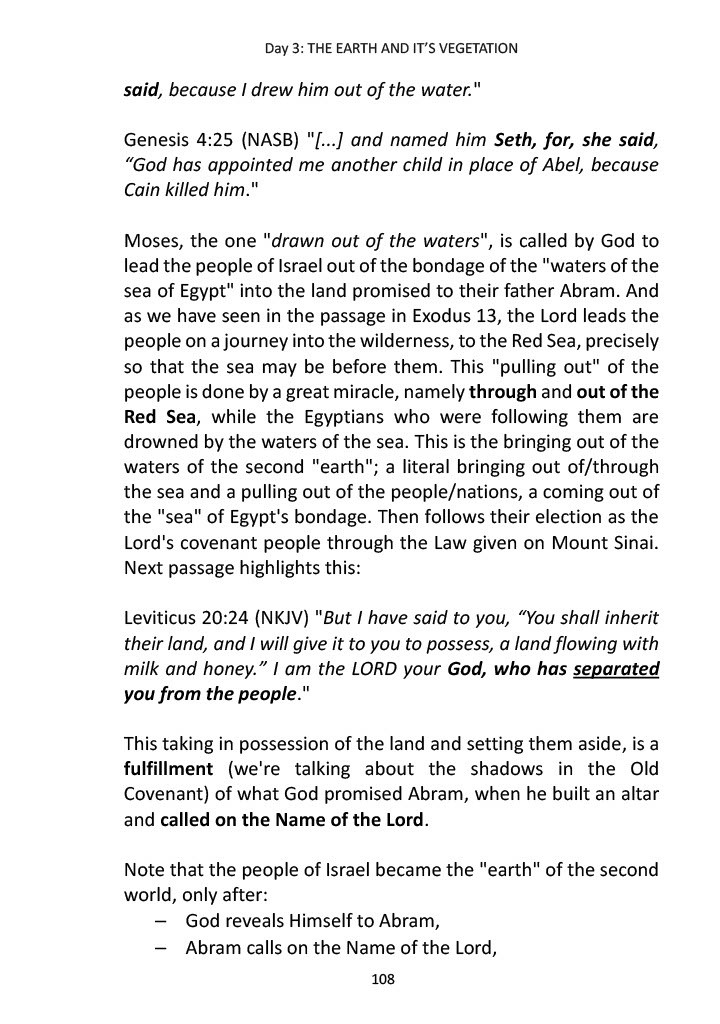 Day 3: THE EARTH AND IT'S VEGETATION
said, because I drew him out of the water."
Genesis 4:25 (NASB) "[...] and named him Seth, for, she said,
“God has appointed me another child in place of Abel, because
Cain killed him."
Moses, the one "drawn out of the waters", is called by God to
lead the people of Israel out of the bondage of the "waters of the
sea of Egypt" into the land promised to their father Abram. And
as we have seen in the passage in Exodus 13, the Lord leads the
people on a journey into the wilderness, to the Red Sea, precisely
so that the sea may be before them. This "pulling out" of the
people is done by a great miracle, namely through and out of the
Red Sea, while the Egyptians who were following them are
drowned by the waters of the sea. This is the bringing out of the
waters of the second "earth"; a literal bringing out of/through
the sea and a pulling out of the people/nations, a coming out of
the "sea" of Egypt's bondage. Then follows their election as the
Lord's covenant people through the Law given on Mount Sinai.
Next passage highlights this:
Leviticus 20:24 (NKJV) "But I have said to you, “You shall inherit
their land, and I will give it to you to possess, a land flowing with
milk and honey.” I am the LORD your God, who has separated
you from the people."
This taking in possession of the land and setting them aside, is a
fulfillment (we're talking about the shadows in the Old
Covenant) of what God promised Abram, when he built an altar
and called on the Name of the Lord.
Note that the people of Israel became the "earth" of the second
world, only after:
– God reveals Himself to Abram,
– Abram calls on the Name of the Lord,
108